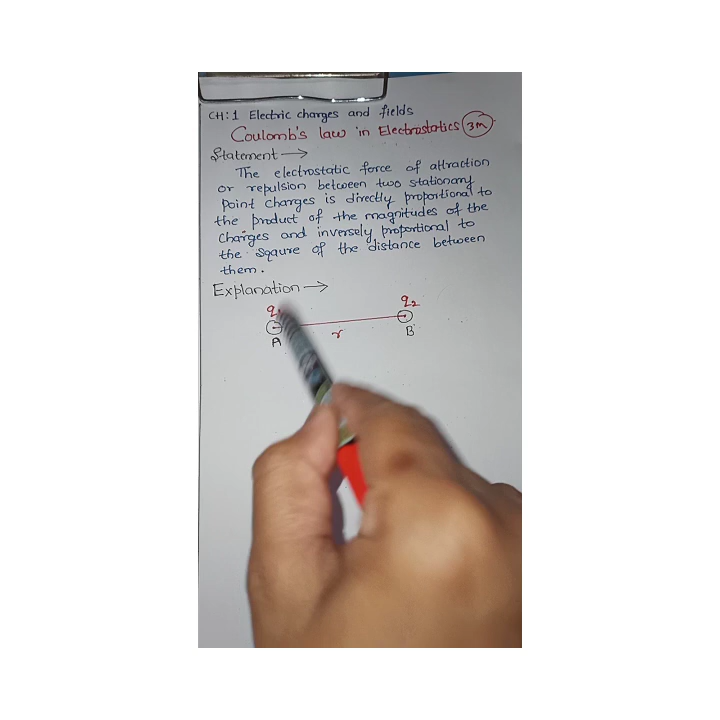 CH:1 Electric charges and fields
Coulomb's law in Electrostatics 3m
Statement →
The electrostatic force of attraction
or repulsion between two stationary
Point Charges is directly proportional to
the product of the magnitudes of the
Charges and inversely proportional to
the Sqaure of the distance between
them.
Explanation →
q1 q2
r
A B